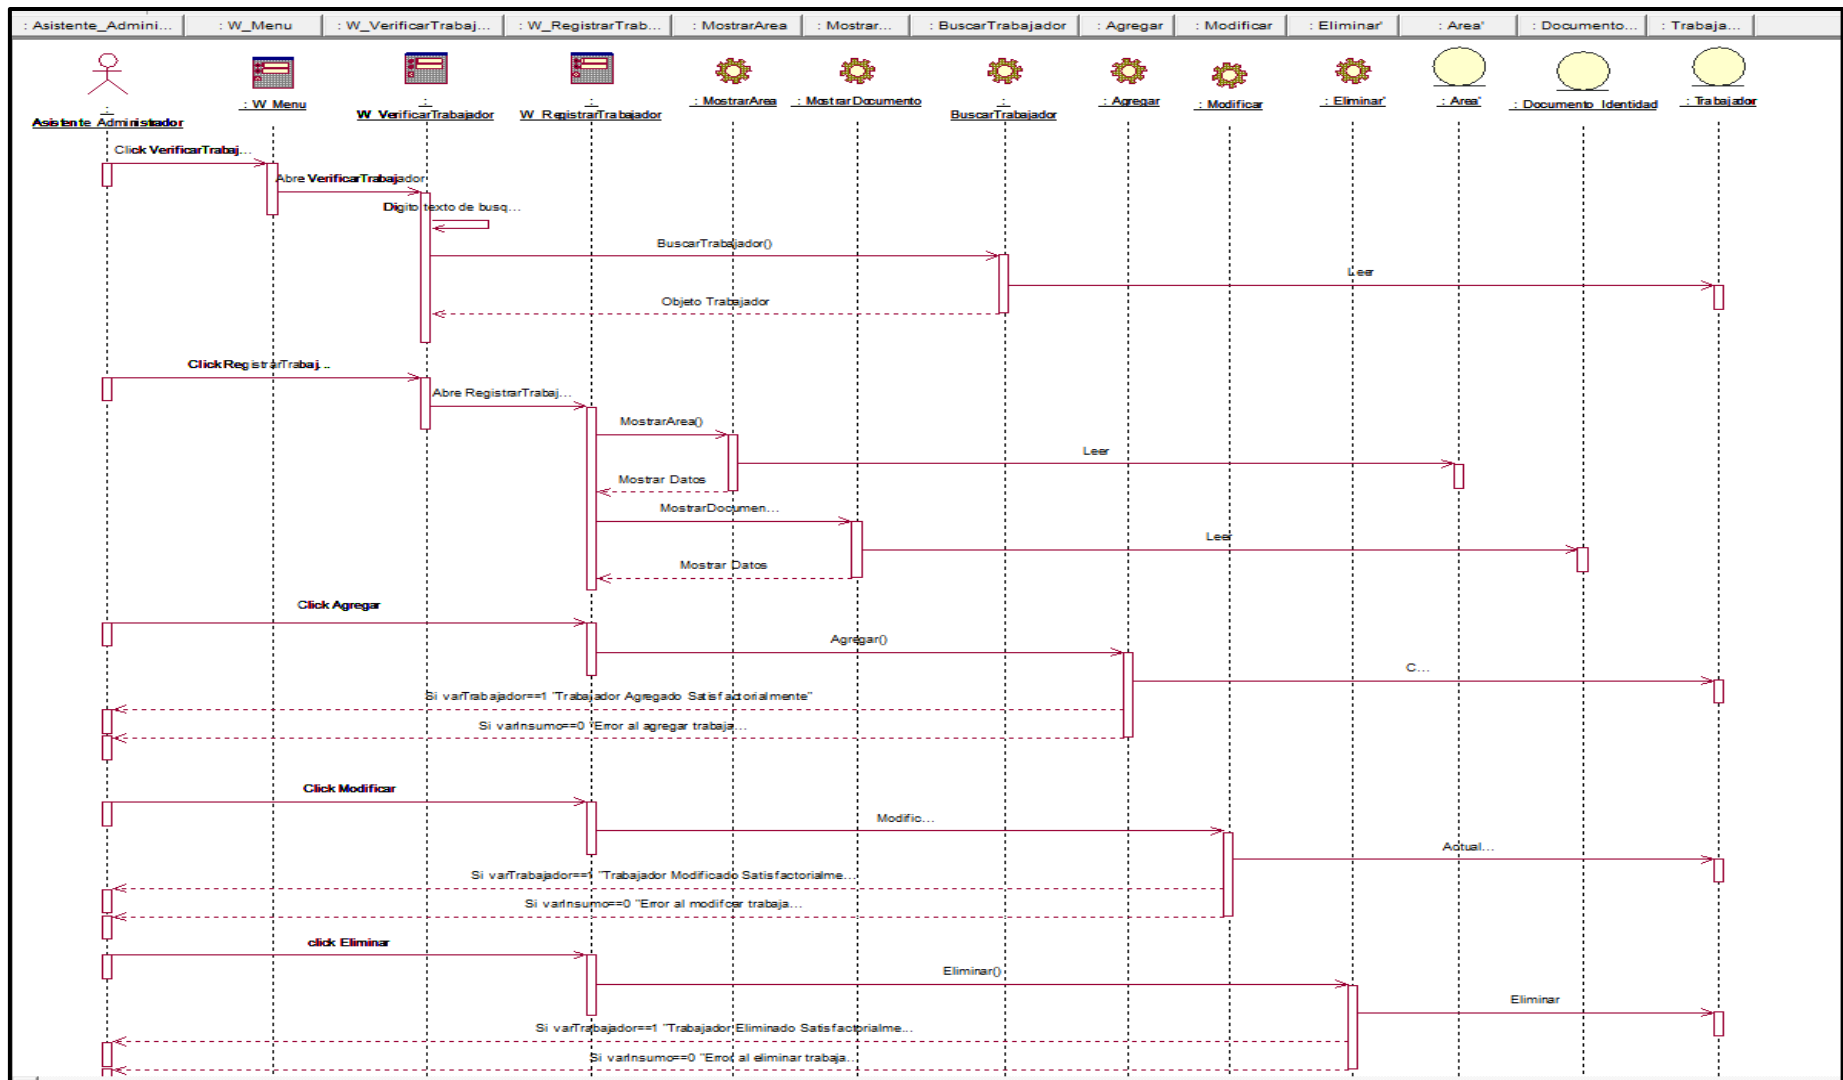 : Asistente_Admini... : W_Menu : W_VerificarTrabaj... : W_RegistrarTrab... : MostrarArea : Mostrar... : BuscarTrabajador : Agregar : Modificar : Eliminar' : Area' : Documento... : Trabaja...
: Asistente_Administrador
: W_Menu
: W_VerificarTrabajador
: W_RegistrarTrabajador
: MostrarArea
: MostrarDocumento
: BuscarTrabajador
: Agregar
: Modificar
: Eliminar'
: Area'
: Documento_Identidad
: Trabajador
Click VerificarTrabaj...
Abre VerificarTrabajador
Digito texto de busq...
BuscarTrabajador()
Leer
Objeto Trabajador
Click RegistrarTrabaj...
Abre RegistrarTrabaj...
MostrarArea()
Leer
Mostrar Datos
MostrarDocumen...
Leer
Mostrar Datos
Click Agregar
Agregar()
C...
Si varTrabajador==1 "Trabajador Agregado Satisfactorialmente"
Si varInsumo==0 "Error al agregar trabaja...
Click Modificar
Modific...
Actual...
Si varTrabajador==1 "Trabajador Modificado Satisfactorialme...
Si varInsumo==0 "Error al modifcar trabaja...
click Eliminar
Eliminar()
Eliminar
Si varTrabajador==1 "Trabajador Eliminado Satisfactorialme...
Si varInsumo==0 "Error al eliminar trabaja...